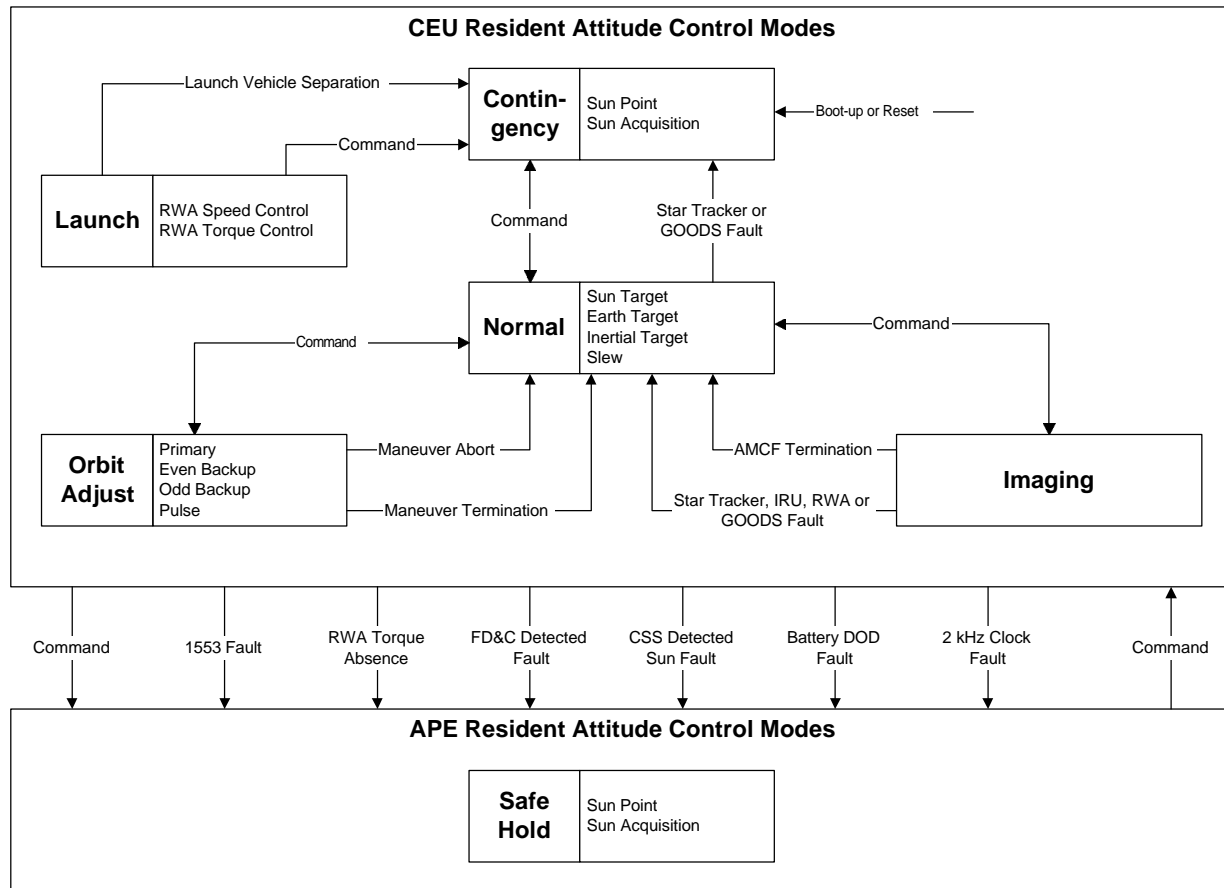 CEU Resident Attitude Control Modes
Launch Vehicle Separation
Contin-
gency
Sun Point
Sun Acquisition
Boot-up or Reset
Command
Launch
RWA Speed Control
RWA Torque Control
Command
Star Tracker or
GOODS Fault
Normal
Sun Target
Earth Target
Inertial Target
Slew
Command
Command
Orbit
Adjust
Primary
Even Backup
Odd Backup
Pulse
Maneuver Abort
Maneuver Termination
AMCF Termination
Star Tracker, IRU, RWA or
GOODS Fault
Imaging
Command
1553 Fault
RWA Torque
Absence
FD&C Detected
Fault
CSS Detected
Sun Fault
Battery DOD
Fault
2 kHz Clock
Fault
Command
APE Resident Attitude Control Modes
Safe
Hold
Sun Point
Sun Acquisition